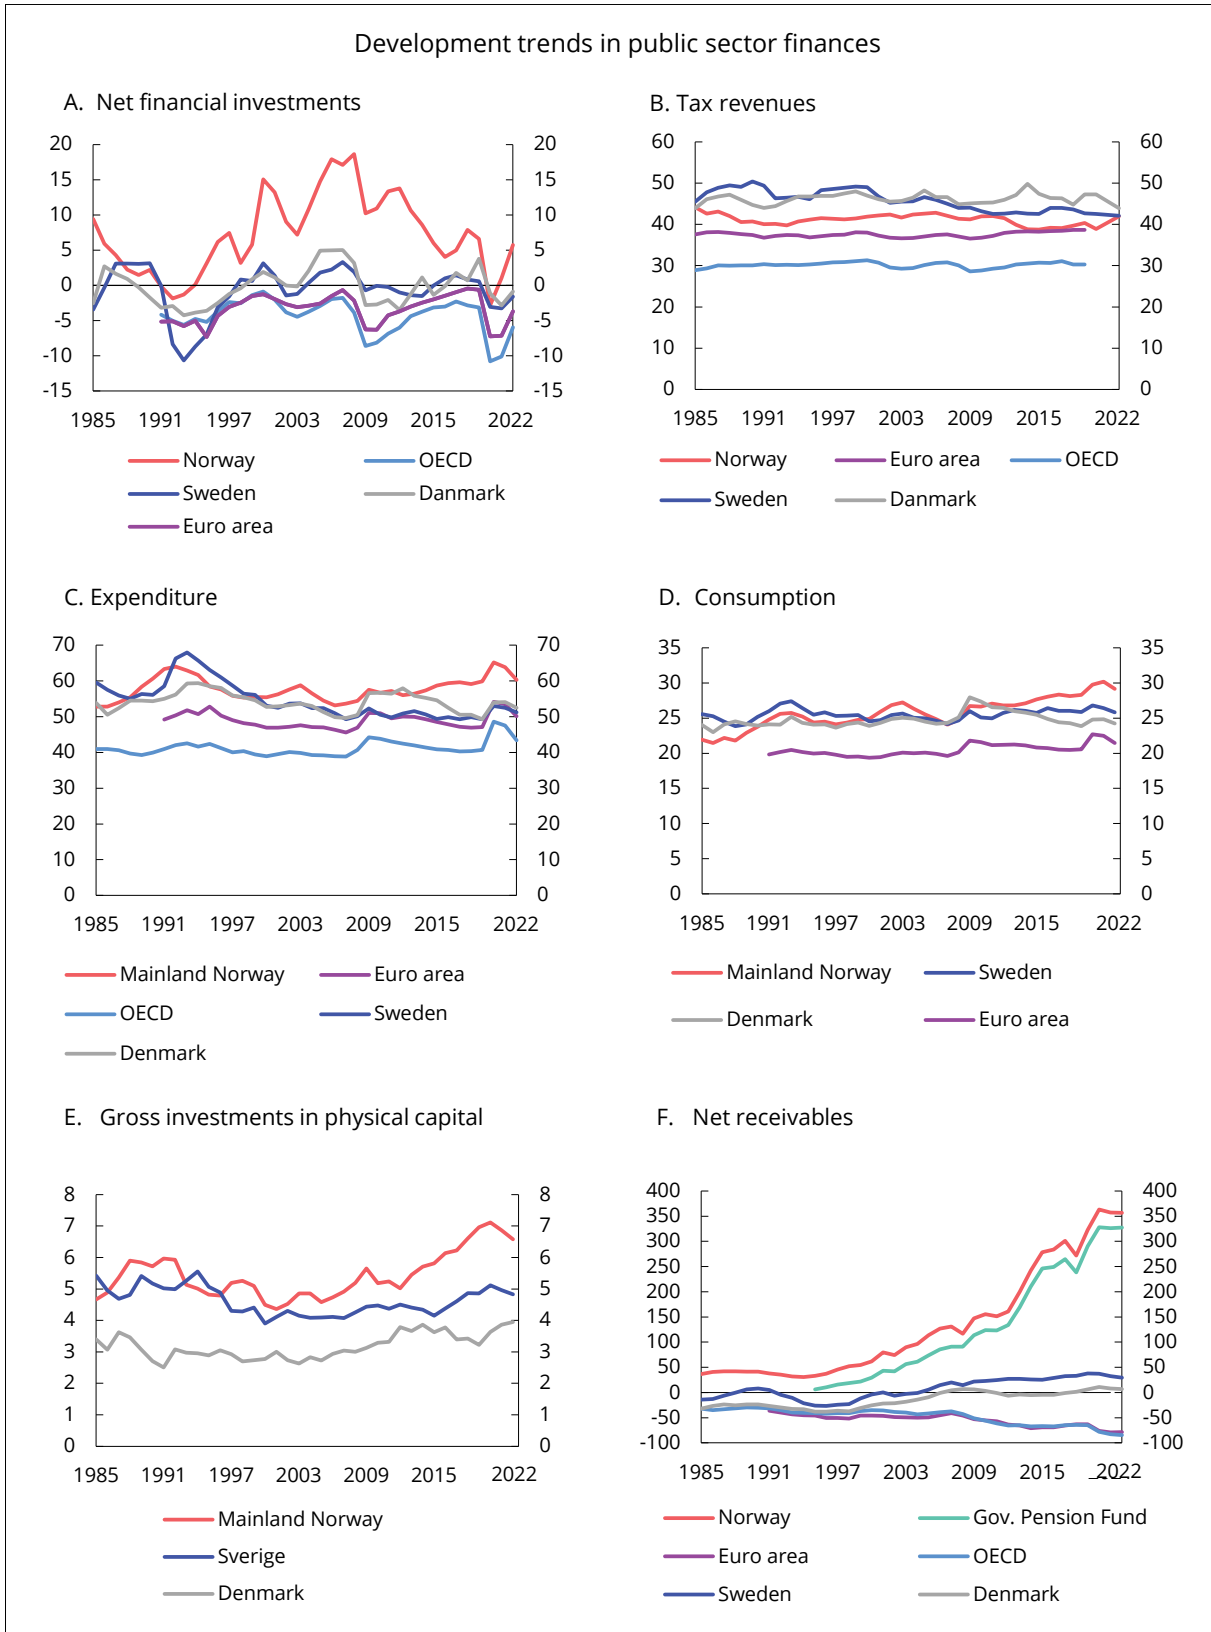 Development trends in public sector finances
A. Net financial investments
20 20
15 15
10 10
5 5
0 0
-5 -5
-10 -10
-15 -15
1985 1991 1997 2003 2009 2015 2022
Norway OECD
Sweden Danmark
Euro area
B. Tax revenues
60 60
50 50
40 40
30 30
20 20
10 10
0 0
1985 1991 1997 2003 2009 2015 2022
Norway Euro area OECD
Sweden Danmark
C. Expenditure
70 70
60 60
50 50
40 40
30 30
20 20
10 10
0 0
1985 1991 1997 2003 2009 2015 2022
Mainland Norway Euro area
OECD Sweden
Denmark
D. Consumption
35 35
30 30
25 25
20 20
15 15
10 10
5 5
0 0
1985 1991 1997 2003 2009 2015 2022
Mainland Norway Sweden
Denmark Euro area
E. Gross investments in physical capital
8 8
7 7
6 6
5 5
4 4
3 3
2 2
1 1
0 0
1985 1991 1997 2003 2009 2015 2022
Mainland Norway
Sverige
Denmark
F. Net receivables
400 400
350 350
300 300
250 250
200 200
150 150
100 100
50 50
0 0
-50 -50
-100 -100
1985 1991 1997 2003 2009 2015 2022
Norway Gov. Pension Fund
Euro area OECD
Sweden Denmark